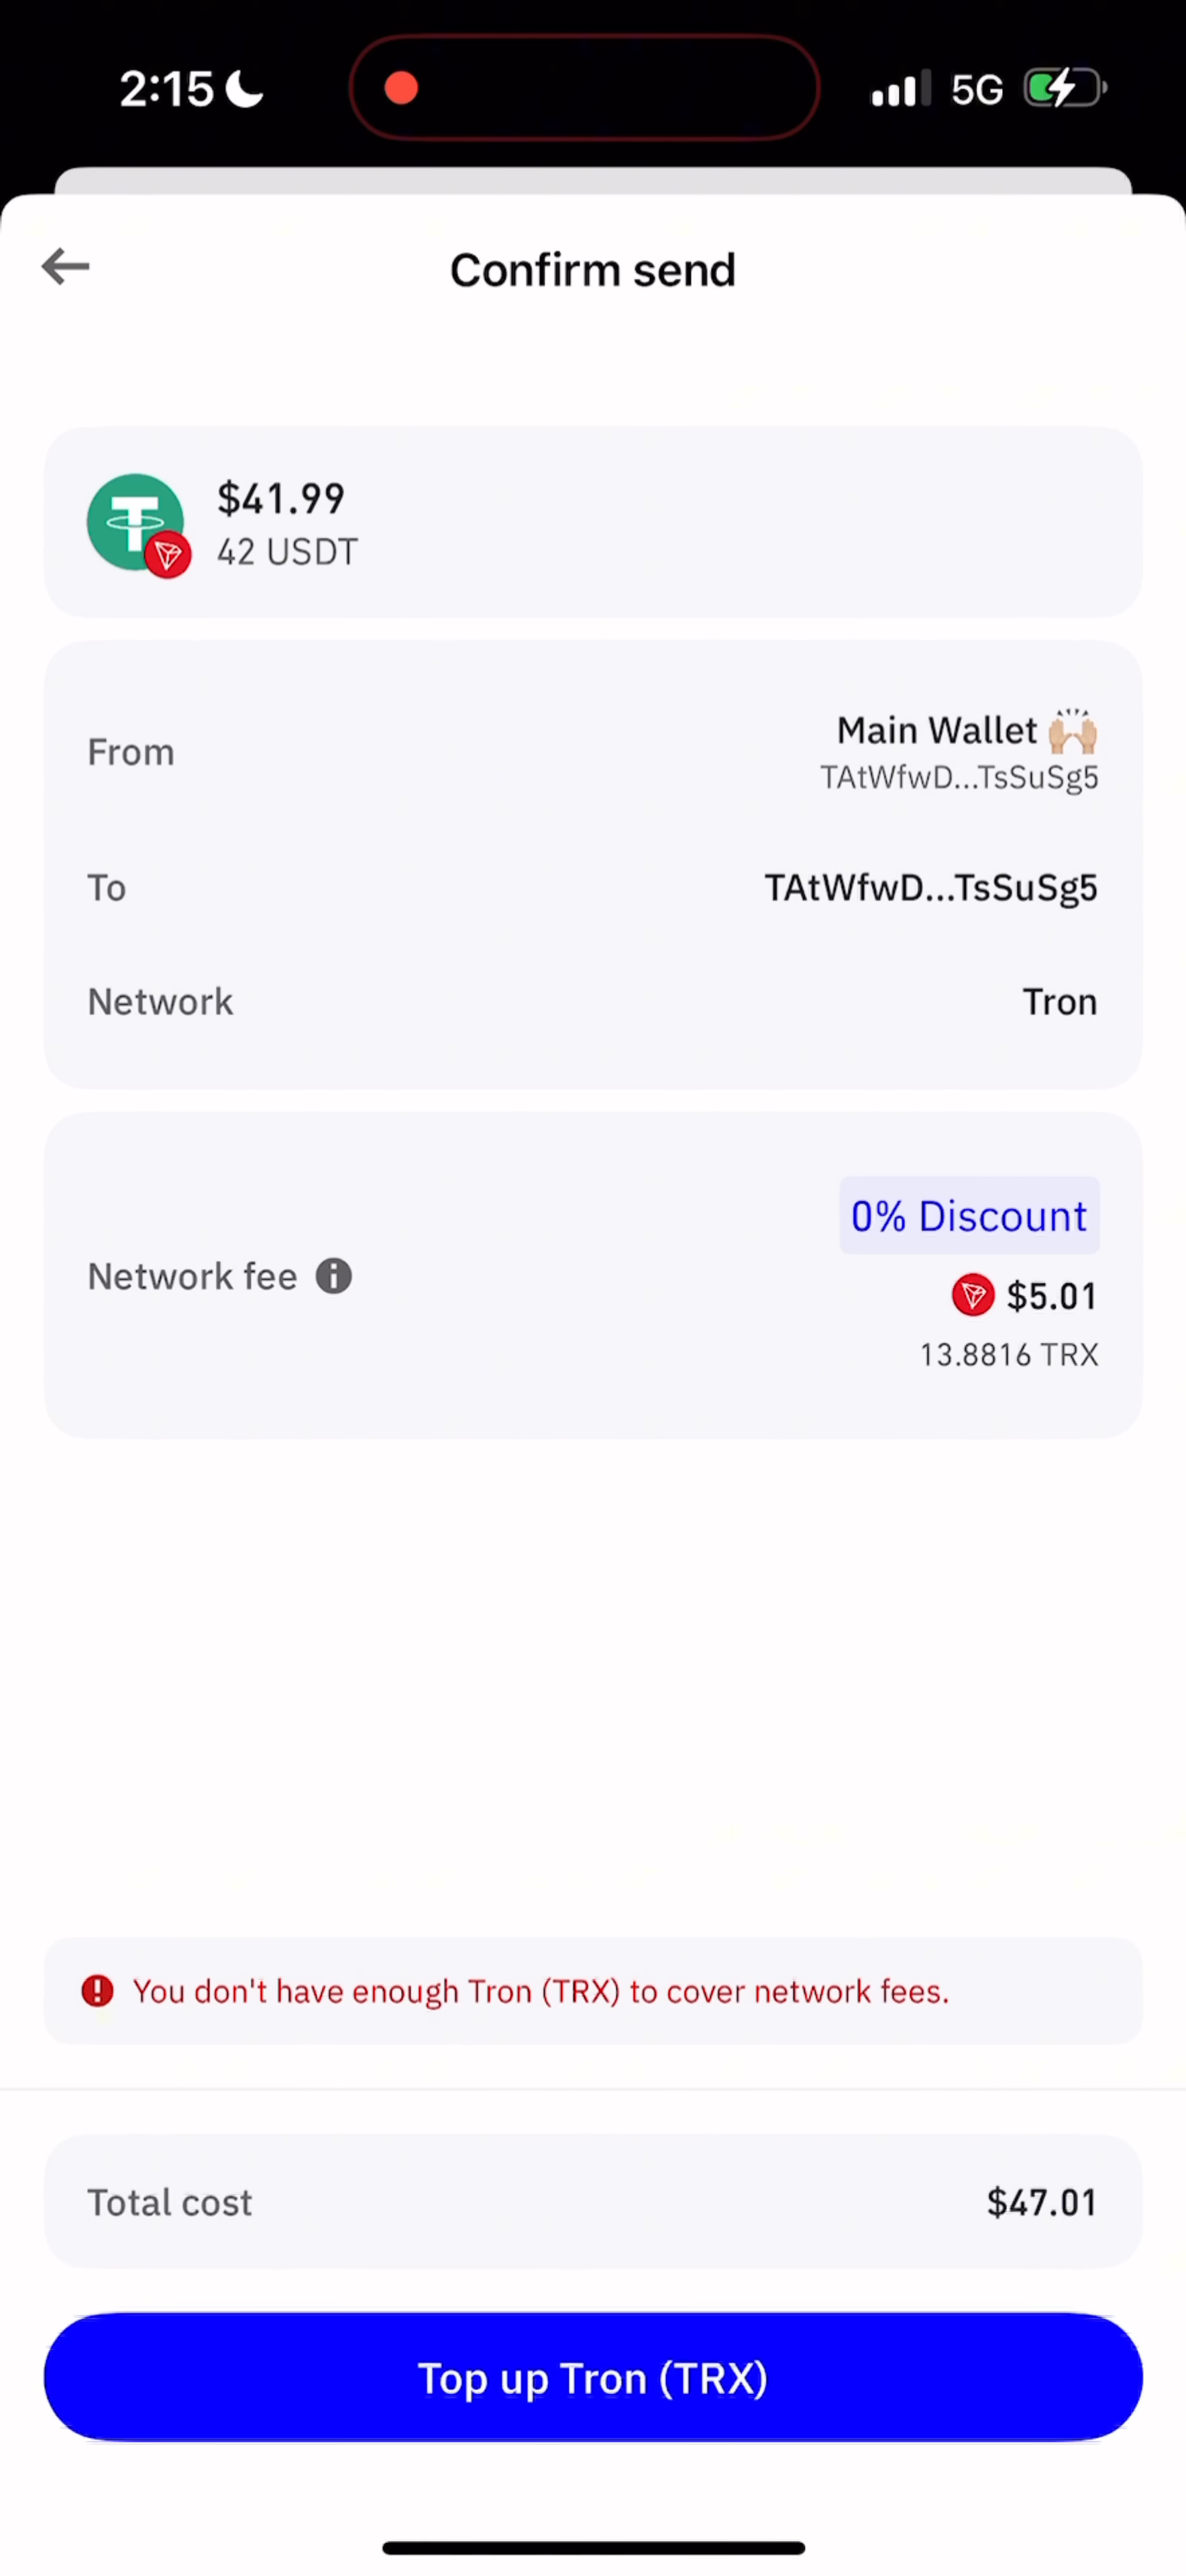 2:15
5G
Confirm send
$41.99
42 USDT
From
Main Wallet 🙌🏼
TAtWfwD...TsSuSg5
To
TAtWfwD...TsSuSg5
Network
Tron
0% Discount
Network fee
$5.01
13.8816 TRX
You don't have enough Tron (TRX) to cover network fees.
Total cost
$47.01
Top up Tron (TRX)